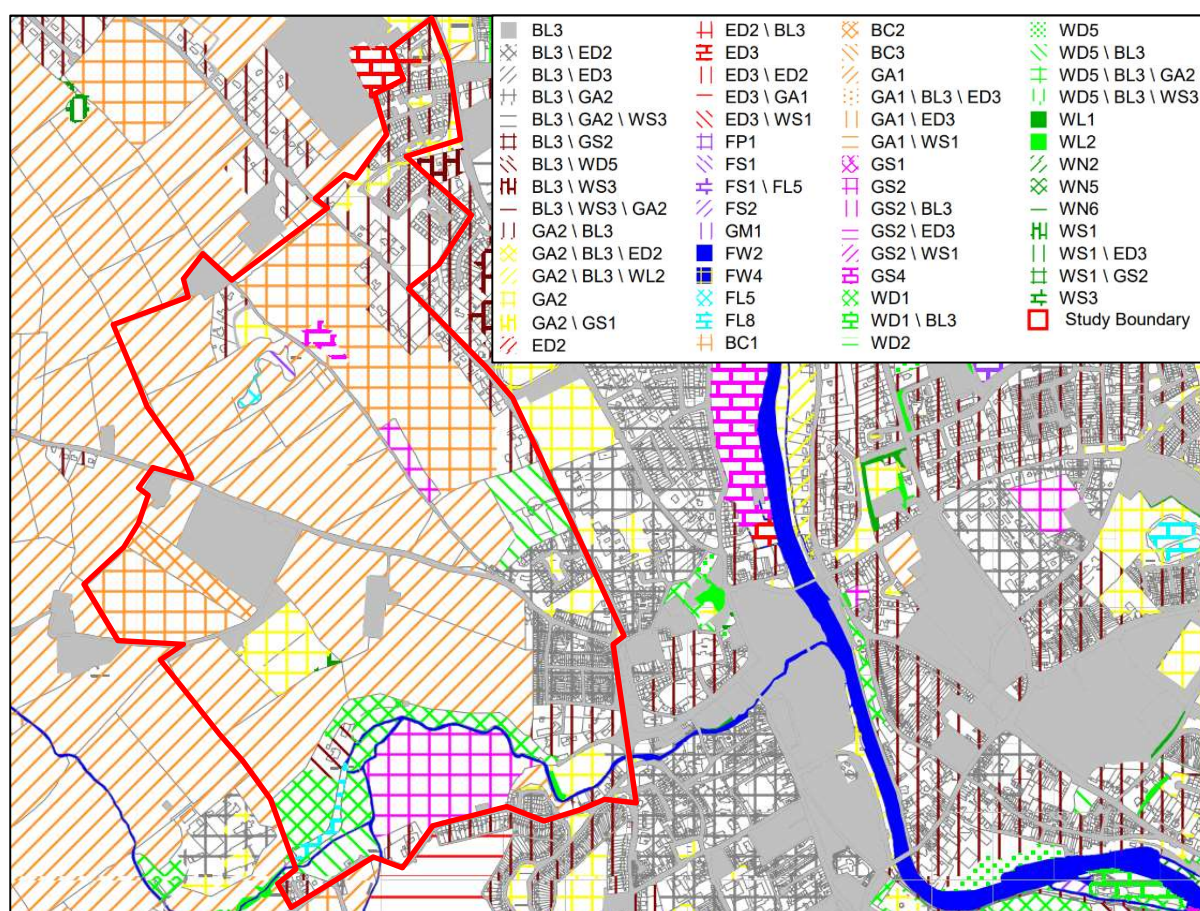 BL3
BL3 \ ED2
BL3 \ ED3
BL3 \ GA2
BL3 \ GA2 \ WS3
BL3 \ GS2
BL3 \ WD5
BL3 \ WS3
BL3 \ WS3 \ GA2
GA2 \ BL3
GA2 \ BL3 \ ED2
GA2 \ BL3 \ WL2
GA2
GA2 \ GS1
ED2
ED2 \ BL3
ED3
ED3 \ ED2
ED3 \ GA1
ED3 \ WS1
FP1
FS1
FS1 \ FL5
FS2
GM1
FW2
FW4
FL5
FL8
BC1
BC2
BC3
GA1
GA1 \ BL3 \ ED3
GA1 \ ED3
GA1 \ WS1
GS1
GS2
GS2 \ BL3
GS2 \ ED3
GS2 \ WS1
GS4
WD1
WD1 \ BL3
WD2
WD5
WD5 \ BL3
WD5 \ BL3 \ GA2
WD5 \ BL3 \ WS3
WL1
WL2
WN2
WN5
WN6
WS1
WS1 \ ED3
WS1 \ GS2
WS3
Study Boundary